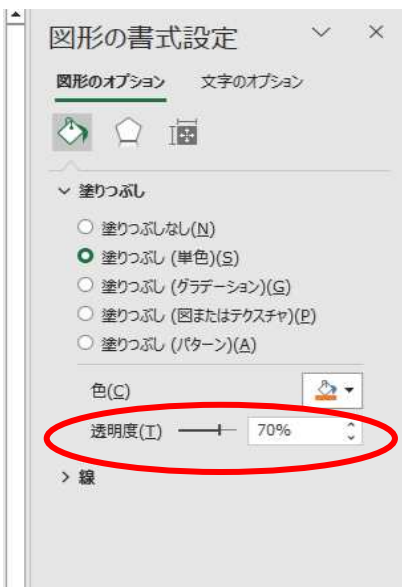 図形の書式設定
図形のオプション 文字のオプション
塗りつぶし
塗りつぶしなし(N)
塗りつぶし (単色)(S)
塗りつぶし (グラデーション)(G)
塗りつぶし (図またはテクスチャ)(P)
塗りつぶし (パターン)(A)
色(C)
透明度(T) 70%
線